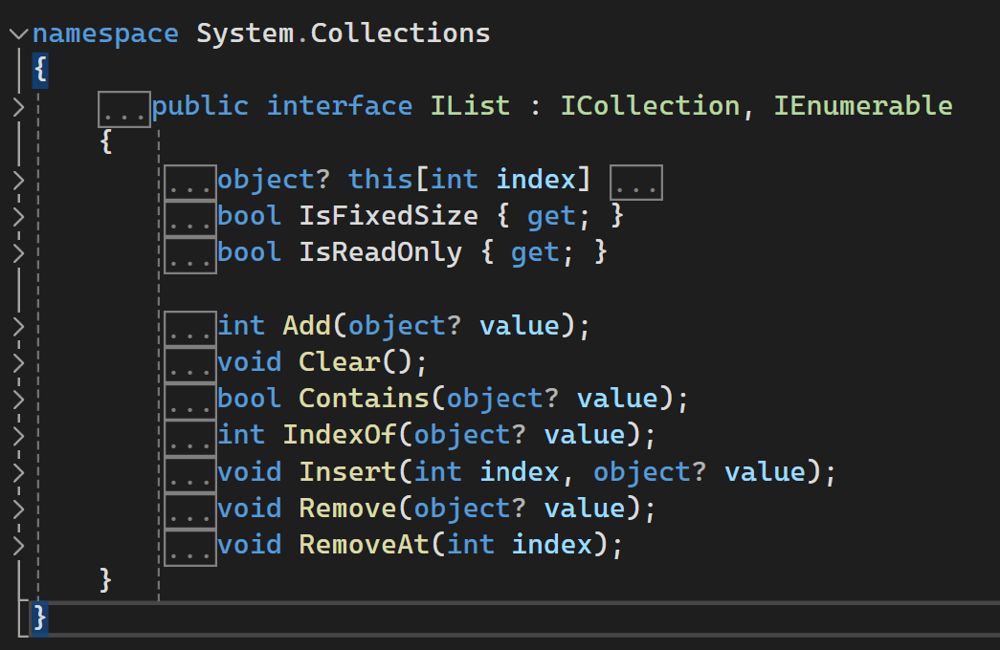 namespace System.Collections
{
...public interface IList : ICollection, IEnumerable
{
...object? this[int index] ...
...bool IsFixedSize { get; }
...bool IsReadOnly { get; }
...int Add(object? value);
...void Clear();
...bool Contains(object? value);
...int IndexOf(object? value);
...void Insert(int index, object? value);
...void Remove(object? value);
...void RemoveAt(int index);
}
}